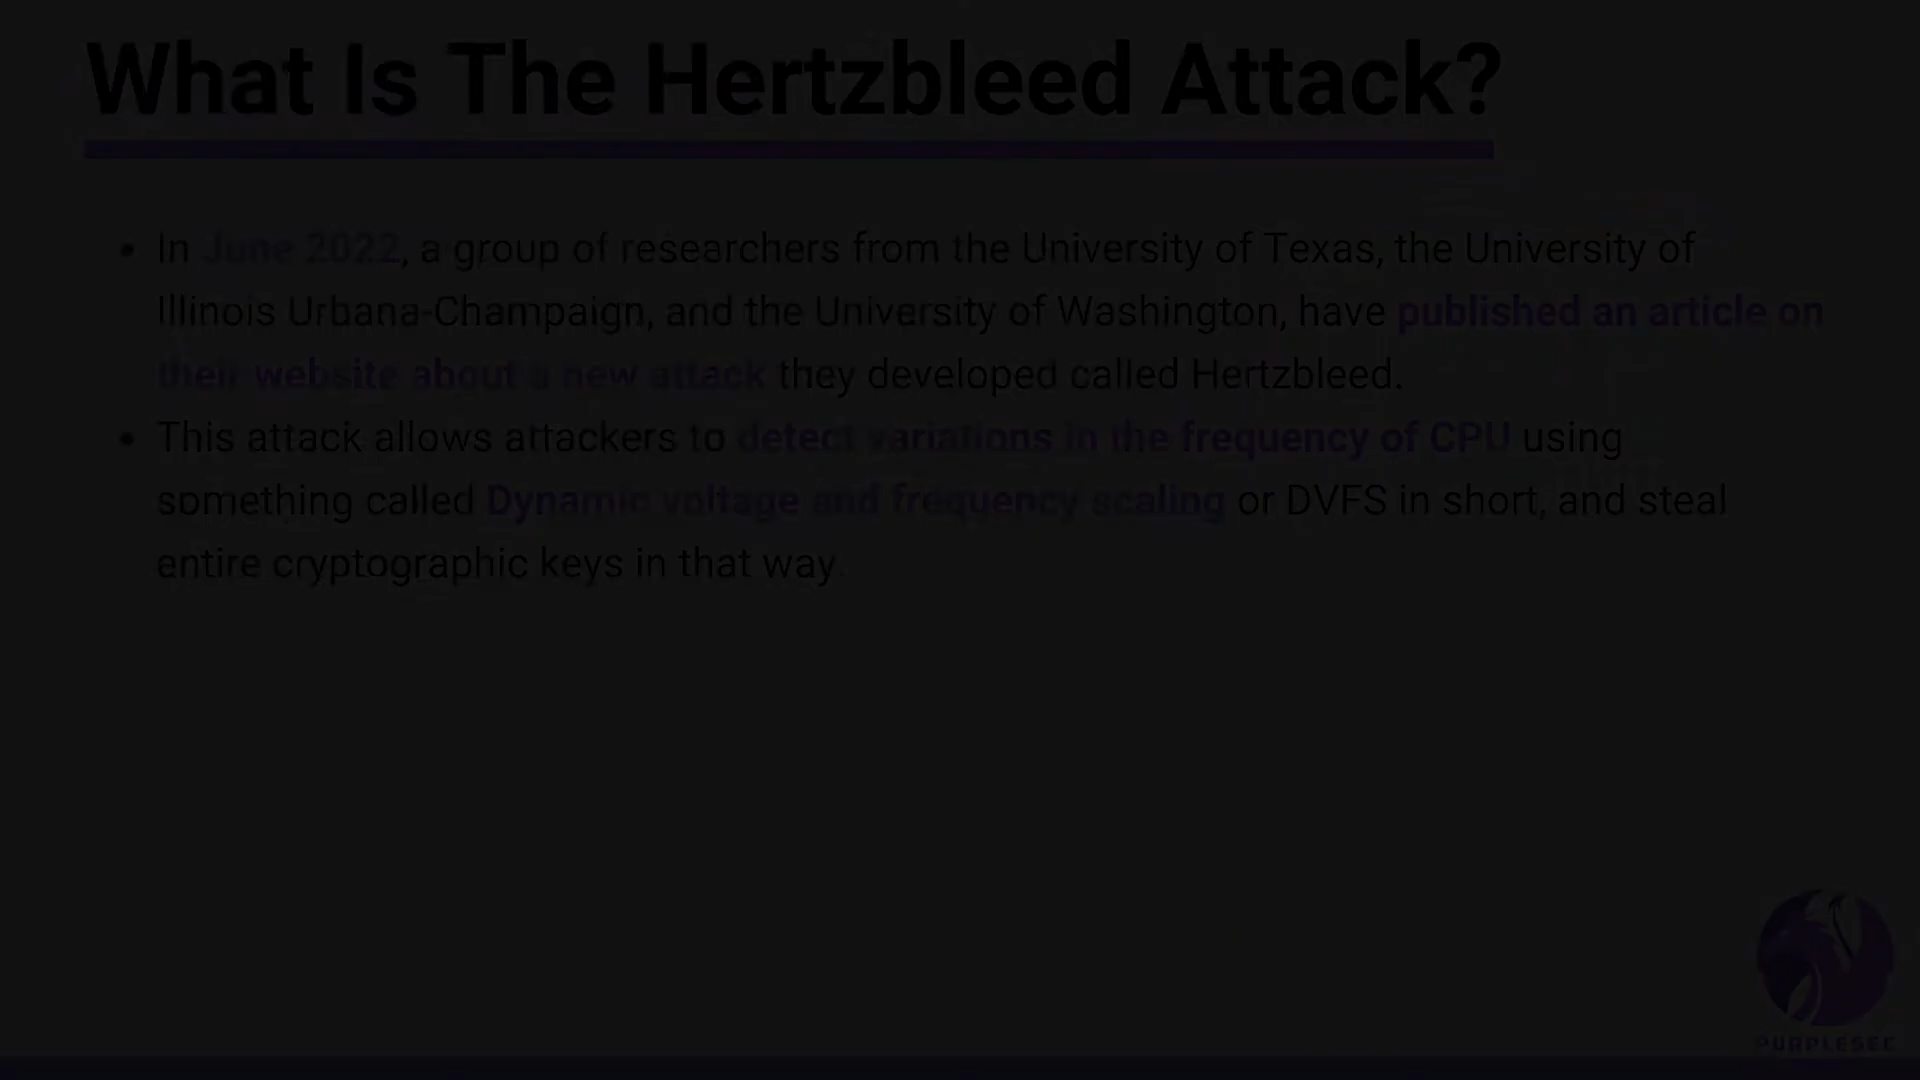 What Is The Hertzbleed Attack?
• In June 2022, a group of researchers from the University of Texas, the University of
Illinois Urbana-Champaign, and the University of Washington, have published an article on
their website about a new attack they developed called Hertzbleed.
• This attack allows attackers to detect variations in the frequency of CPU using
something called Dynamic voltage and frequency scaling or DVFS in short, and steal
entire cryptographic keys in that way.
PURPLESEC